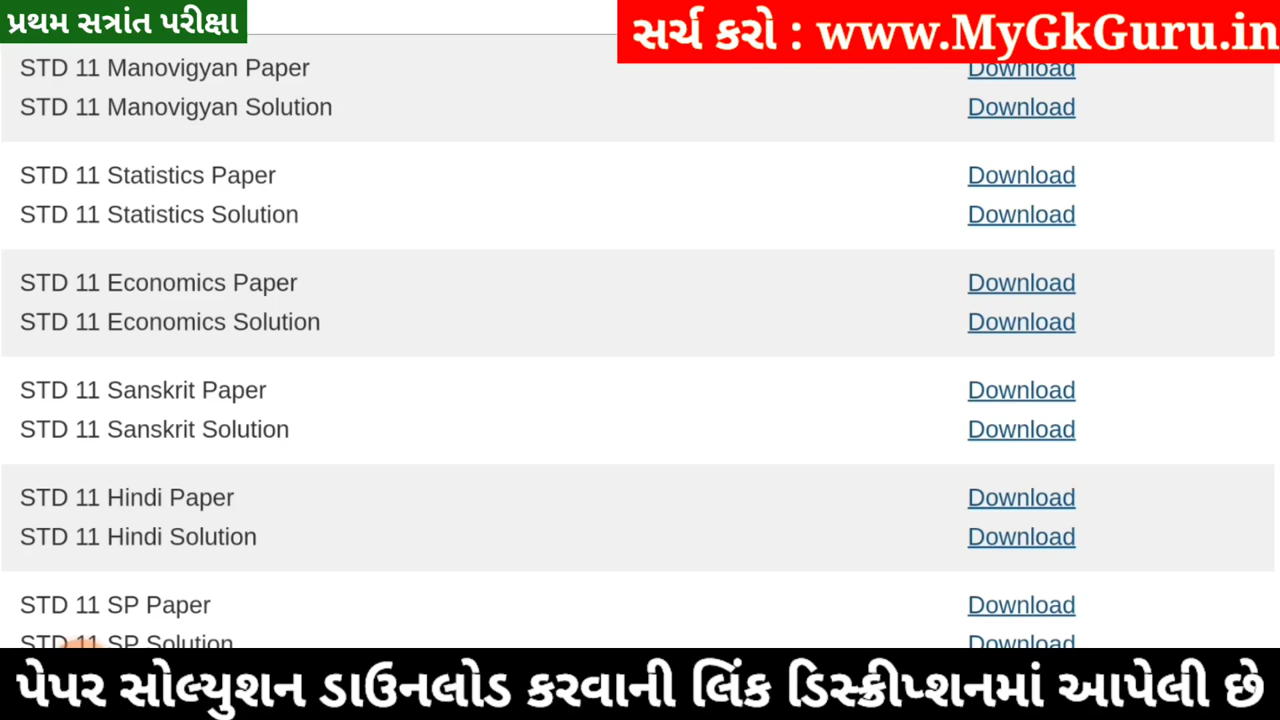 પ્રથમ સત્રાંત પરીક્ષા
સર્ચ કરો : www.MyGkGuru.in
STD 11 Manovigyan Paper Download
STD 11 Manovigyan Solution Download
STD 11 Statistics Paper Download
STD 11 Statistics Solution Download
STD 11 Economics Paper Download
STD 11 Economics Solution Download
STD 11 Sanskrit Paper Download
STD 11 Sanskrit Solution Download
STD 11 Hindi Paper Download
STD 11 Hindi Solution Download
STD 11 SP Paper Download
STD 11 SP Solution Download
પેપર સોલ્યુશન ડાઉનલોડ કરવાની લિંક ડિસ્ક્રીપ્શનમાં આપેલી છે